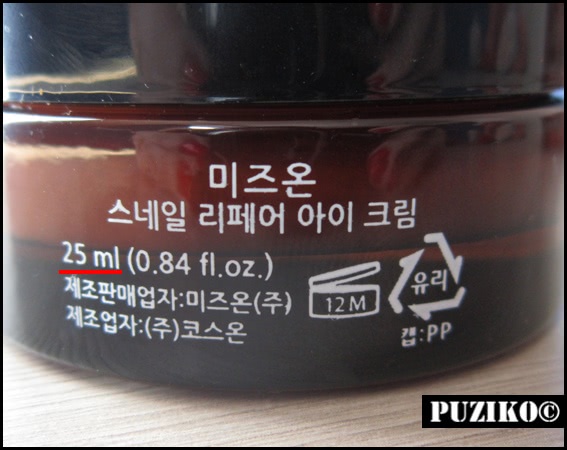 미즈온
스네일 리페어 아이 크림
25 ml (0.84 fl.oz.)
제조판매업자:미즈온(주)
제조업자:(주)코스온
12M
유리
캡:PP
PUZIKO©